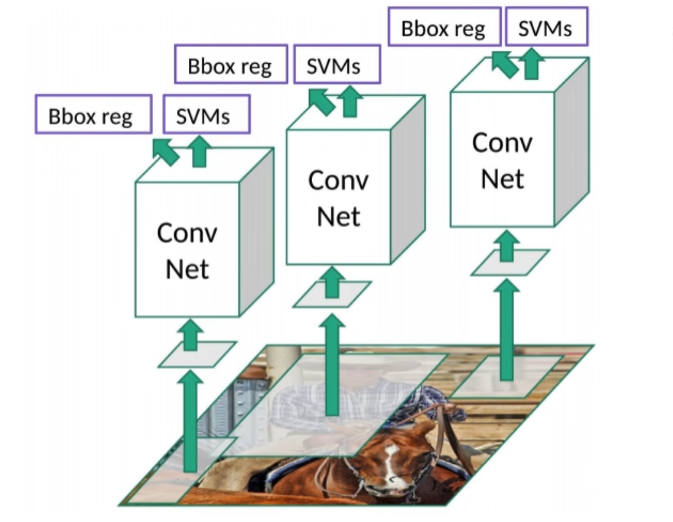 Bbox reg
SVMs
Bbox reg
SVMs
Bbox reg
SVMs
Conv
Net
Conv
Net
Conv
Net